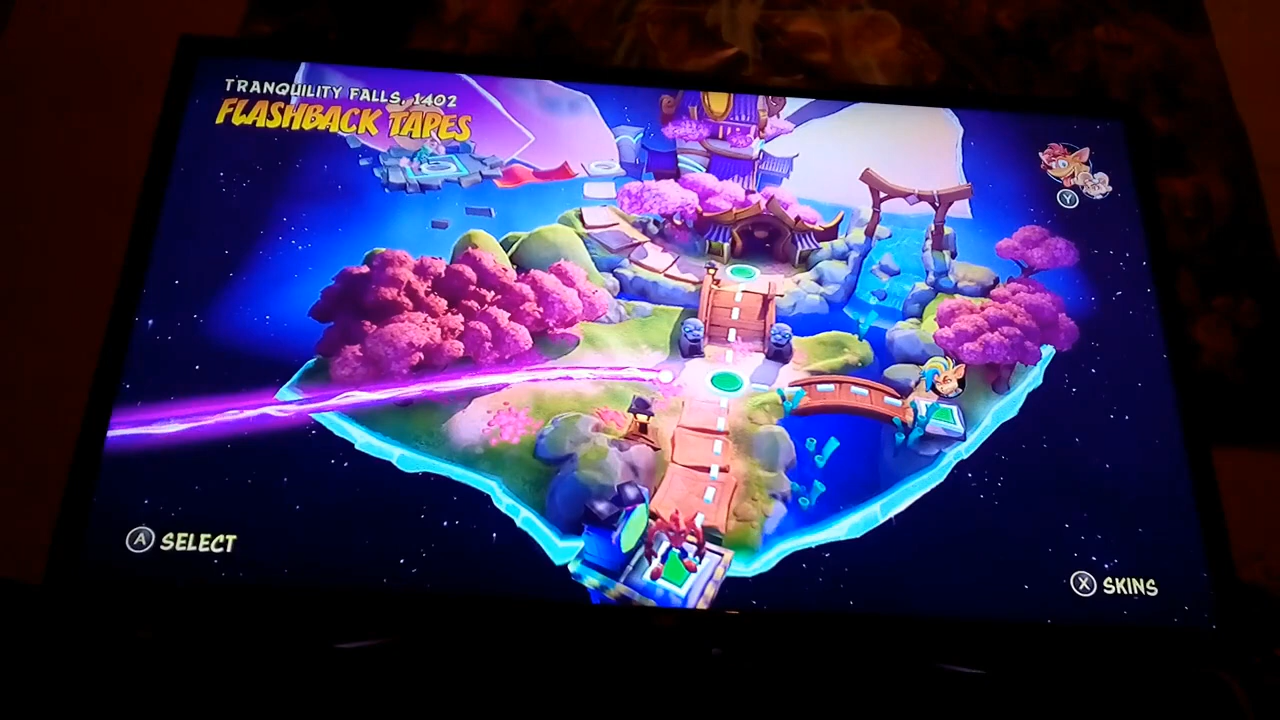 TRANQUILITY FALLS, 1402
FLASHBACK TAPES
Y
A SELECT
X SKINS